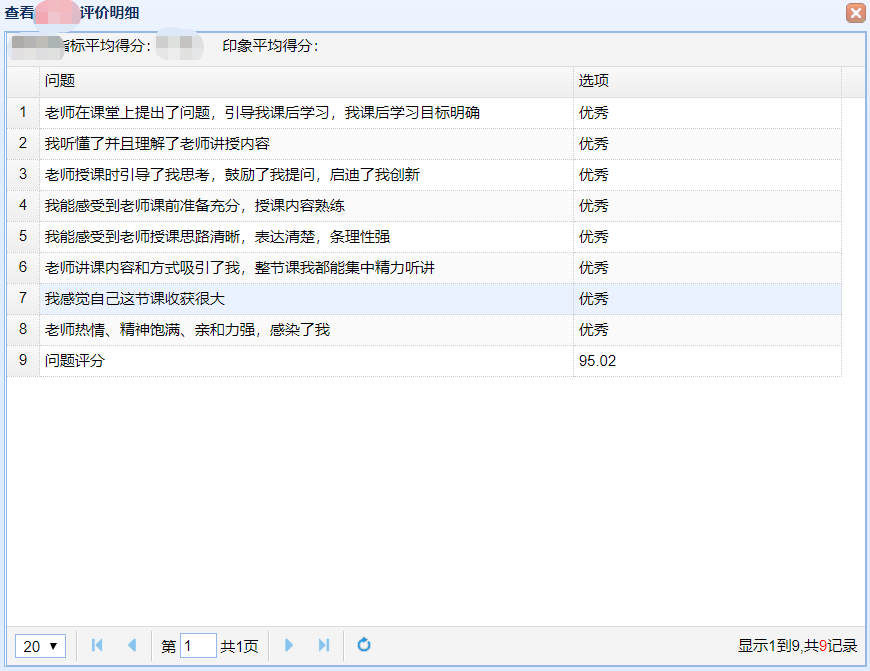 查看 评价明细
指标平均得分: 印象平均得分:
问题 选项
1 老师在课堂上提出了问题，引导我课后学习，我课后学习目标明确 优秀
2 我听懂了并且理解了老师讲授内容 优秀
3 老师授课时引导了我思考，鼓励了我提问，启迪了我创新 优秀
4 我能感受到老师课前准备充分，授课内容熟练 优秀
5 我能感受到老师授课思路清晰，表达清楚，条理性强 优秀
6 老师讲课内容和方式吸引了我，整节课我都能集中精力听讲 优秀
7 我感觉自己这节课收获很大 优秀
8 老师热情、精神饱满、亲和力强，感染了我 优秀
9 问题评分 95.02
20 第 1 共1页 显示1到9,共9记录